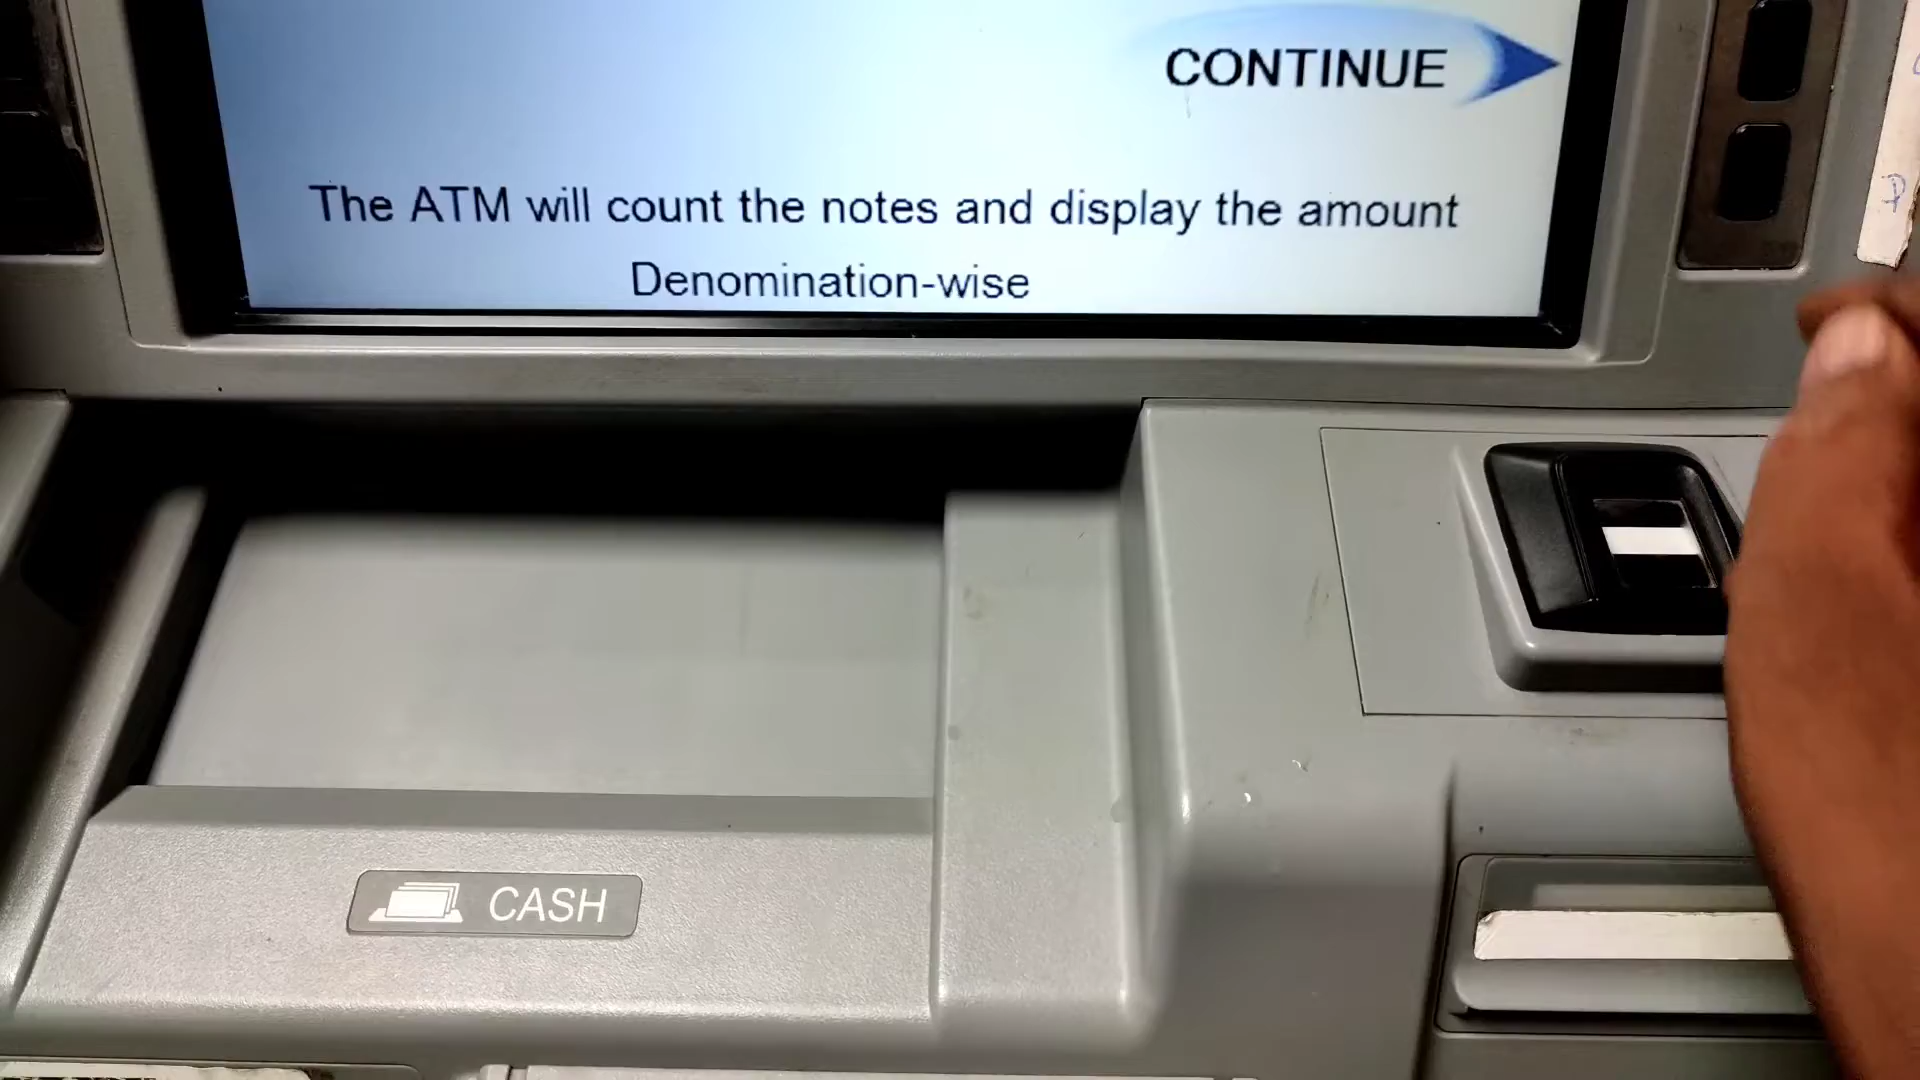 CONTINUE
The ATM will count the notes and display the amount
Denomination-wise
CASH